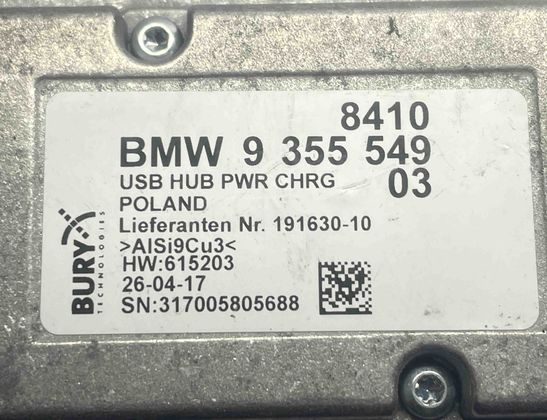 8410
BMW 9 355 549
USB HUB PWR CHRG 03
POLAND
Lieferanten Nr. 191630-10
>AlSi9Cu3<
HW:615203
26-04-17
SN:317005805688
BURY
TECHNOLOGIES